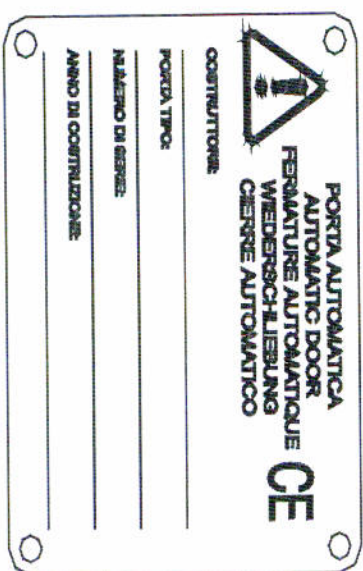 PORTA AUTOMATICA
AUTOMATIC DOOR
FERMATURE AUTOMATIQUE
WIEDERSCHLIEBUNG
CIERRE AUTOMATICO
CE
COSTRUTTORE:
PORTA TIPO:
NUMERO DI SERIE:
ANNO DI COSTRUZIONE: